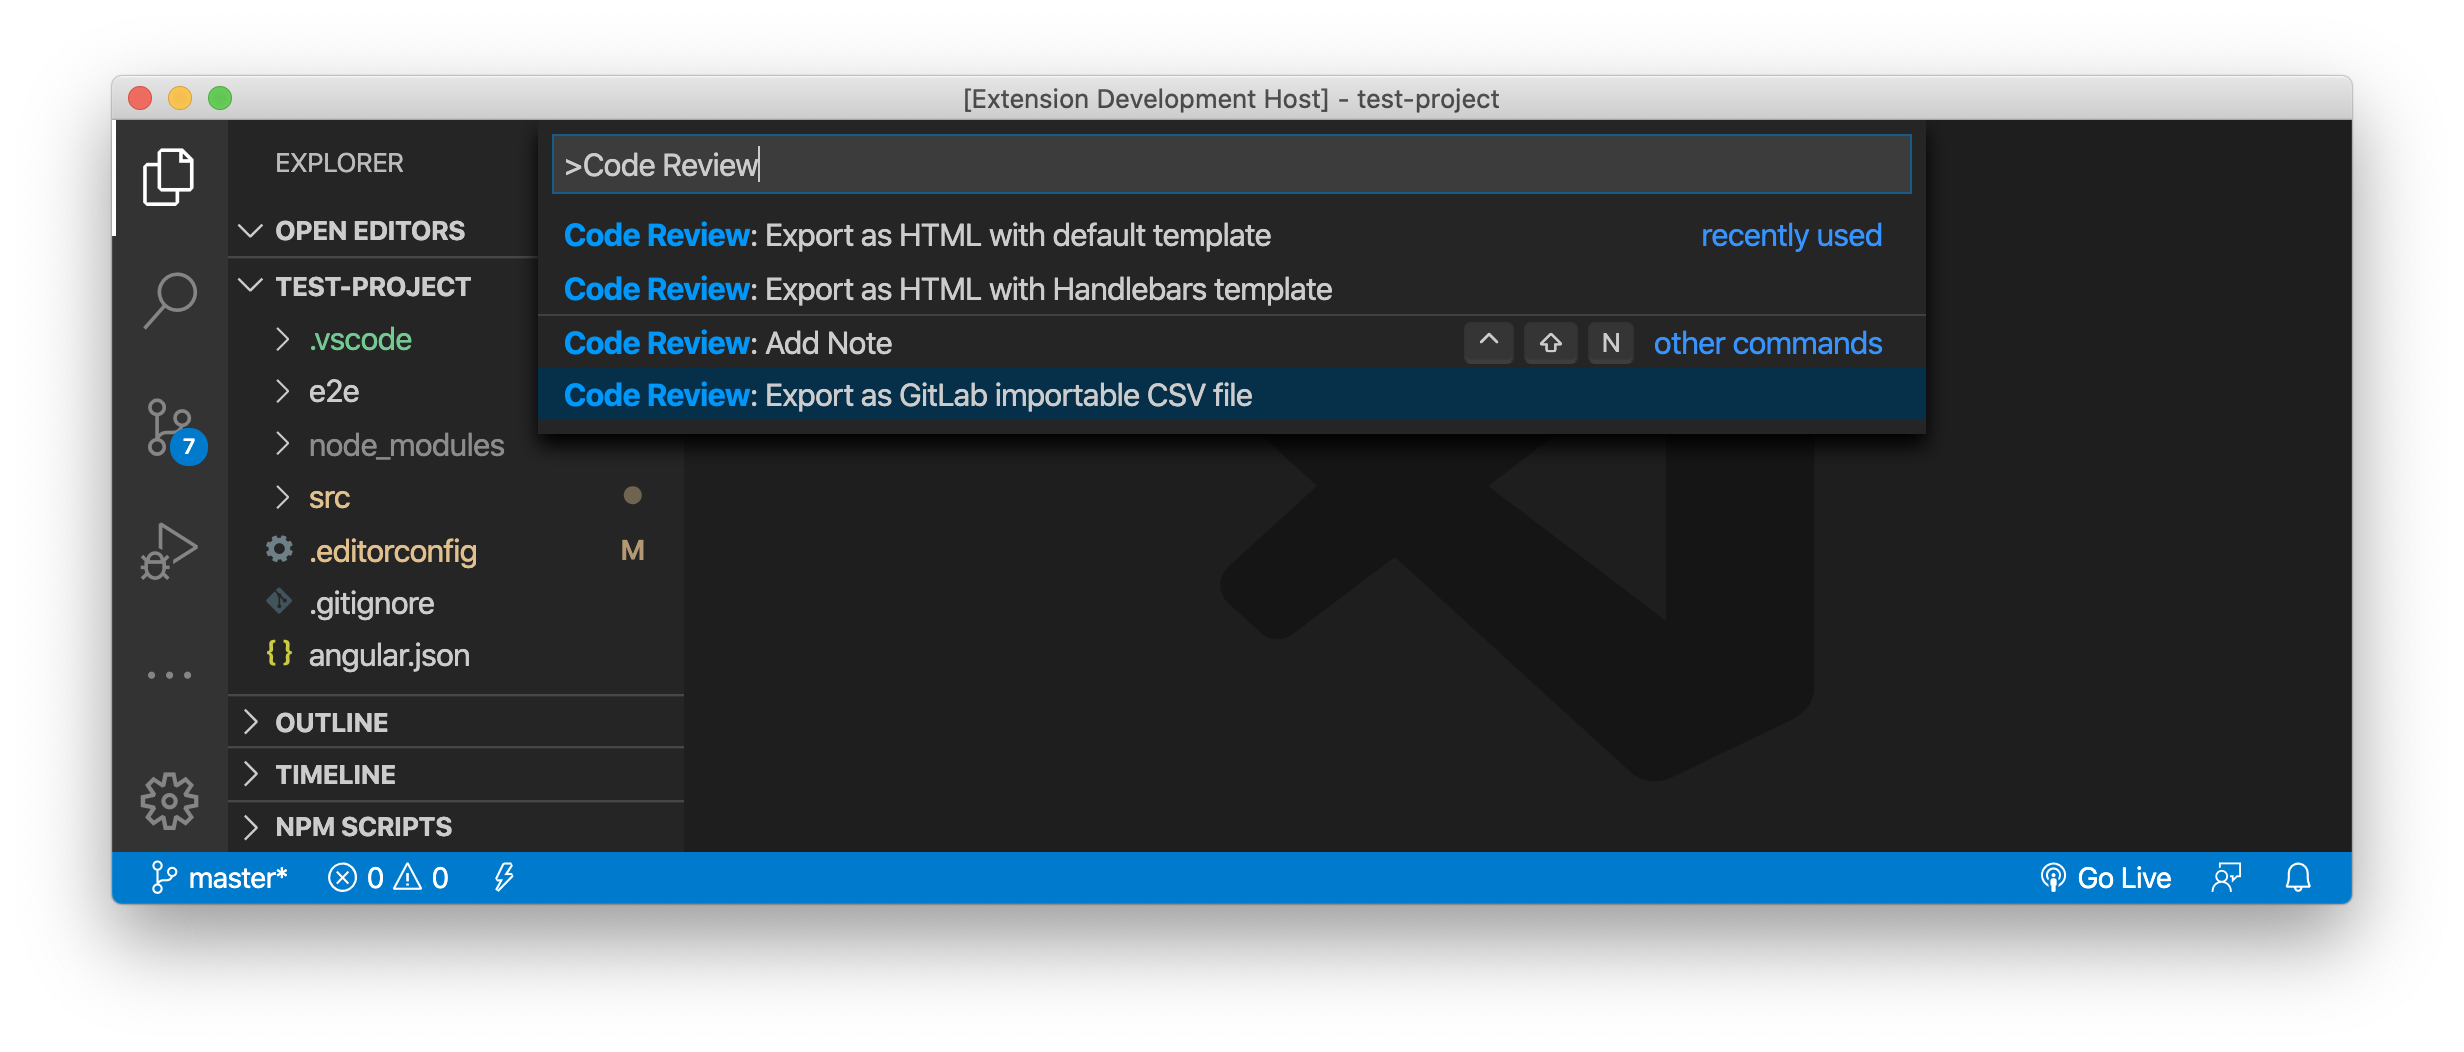 [Extension Development Host] - test-project
EXPLORER
OPEN EDITORS
TEST-PROJECT
.vscode
e2e
node_modules
src
.editorconfig M
.gitignore
{} angular.json
OUTLINE
TIMELINE
NPM SCRIPTS
7
>Code Review
Code Review: Export as HTML with default template recently used
Code Review: Export as HTML with Handlebars template
Code Review: Add Note ^ ⇧ N other commands
Code Review: Export as GitLab importable CSV file
master* 0 0 Go Live